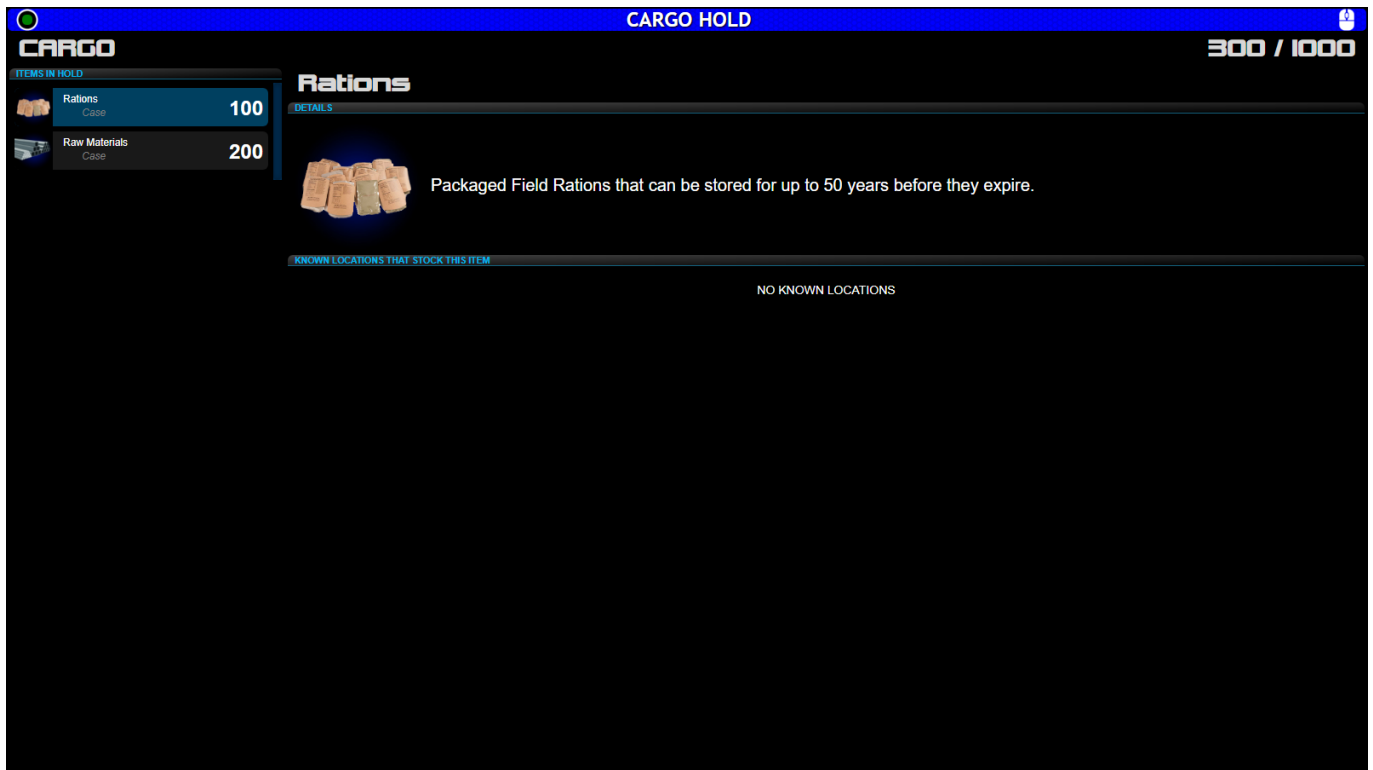 CARGO HOLD
CARGO
300 / 1000
ITEMS IN HOLD
Rations
Case
100
Raw Materials
Case
200
Rations
DETAILS
Packaged Field Rations that can be stored for up to 50 years before they expire.
KNOWN LOCATIONS THAT STOCK THIS ITEM
NO KNOWN LOCATIONS